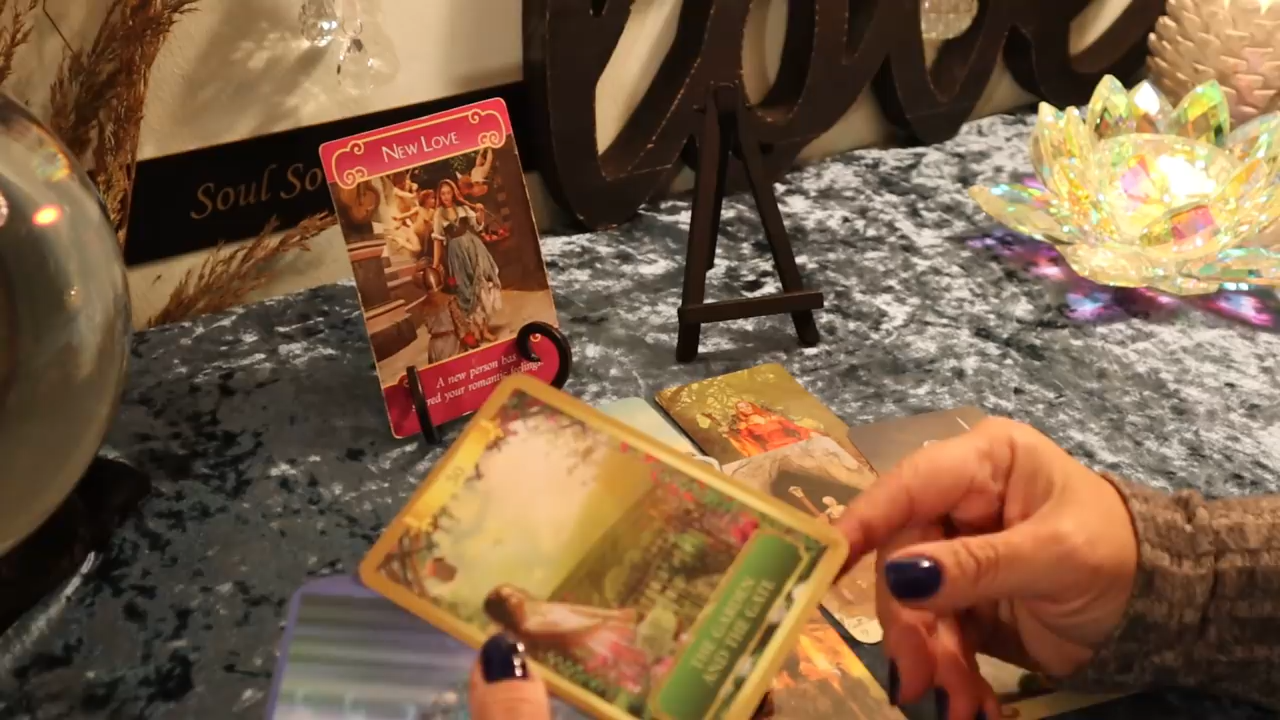 Soul So
NEW LOVE
A new person has
red your romantic feelings.
THE GARDEN
AND THE GATE